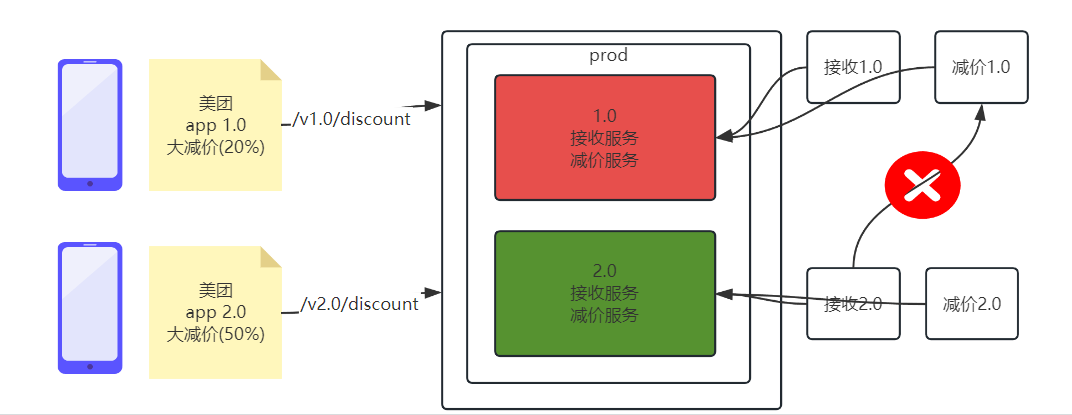 美团
app 1.0
大减价(20%)
/v1.0/discount
prod
1.0
接收服务
减价服务
接收1.0
减价1.0
美团
app 2.0
大减价(50%)
/v2.0/discount
2.0
接收服务
减价服务
接收2.0
减价2.0